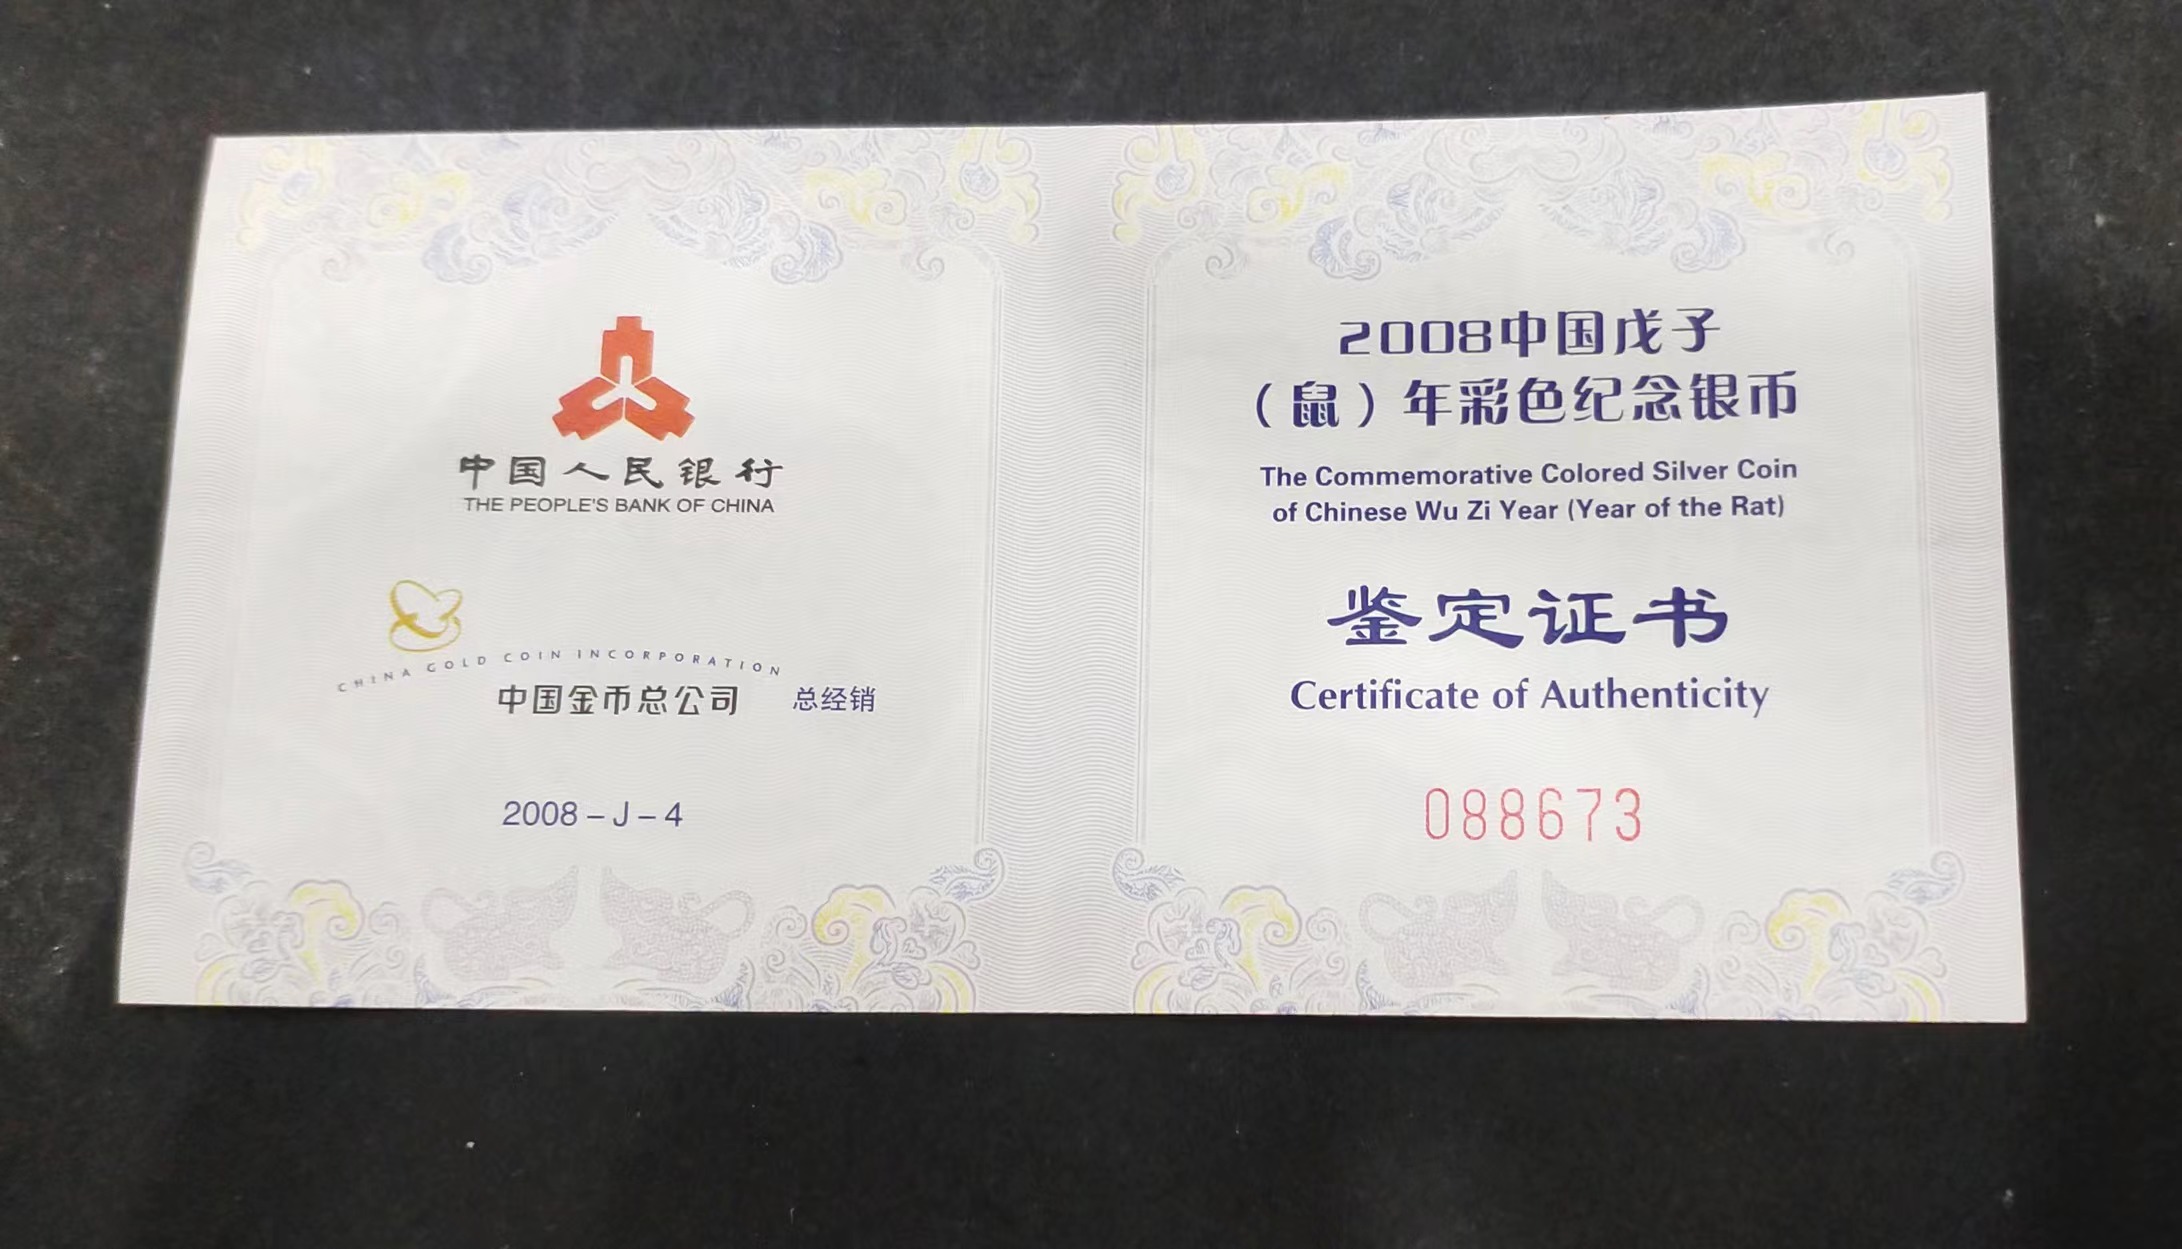 中国人民银行
THE PEOPLE'S BANK OF CHINA
CHINA GOLD COIN INCORPORATION
中国金币总公司 总经销
2008-J-4
2008中国戊子
（鼠）年彩色纪念银币
The Commemorative Colored Silver Coin
of Chinese Wu Zi Year (Year of the Rat)
鉴定证书
Certificate of Authenticity
088673